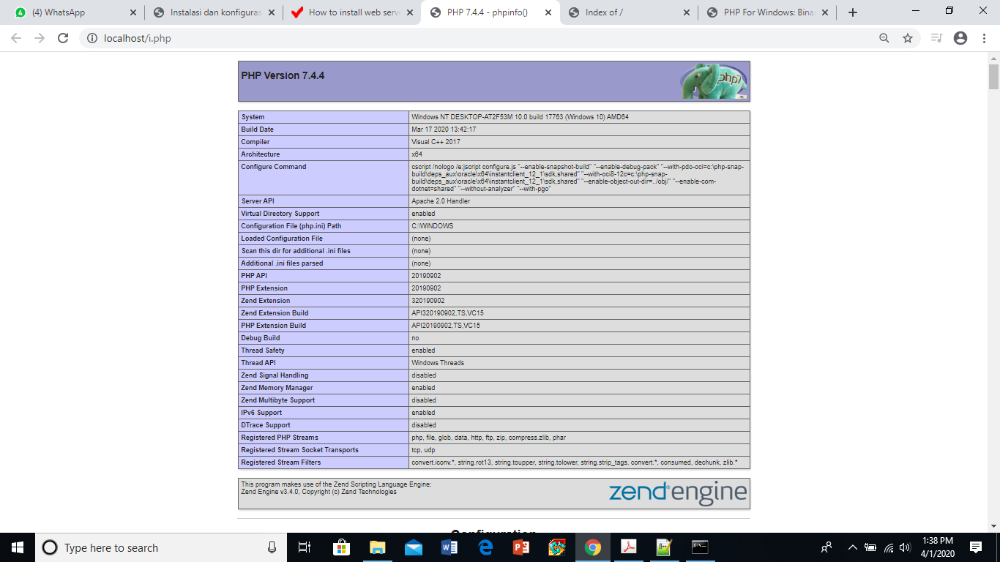 (4) WhatsApp
Instalasi dan konfiguras
How to install web serv
PHP 7.4.4 - phpinfo()
Index of /
PHP For Windows: Bina
localhost/i.php
PHP Version 7.4.4
php
System Windows NT DESKTOP-AT2F53M 10.0 build 17763 (Windows 10) AMD64
Build Date Mar 17 2020 13:42:17
Compiler Visual C++ 2017
Architecture x64
Configure Command cscript /nologo /e:jscript configure.js "--enable-snapshot-build" "--enable-debug-pack" "--with-pdo-oci=c:\php-snap-
build\deps_aux\oracle\x64\instantclient_12_1\sdk,shared" "--with-oci8-12c=c:\php-snap-
build\deps_aux\oracle\x64\instantclient_12_1\sdk,shared" "--enable-object-out-dir=../obj/" "--enable-com-
dotnet=shared" "--without-analyzer" "--with-pgo"
Server API Apache 2.0 Handler
Virtual Directory Support enabled
Configuration File (php.ini) Path C:\WINDOWS
Loaded Configuration File (none)
Scan this dir for additional .ini files (none)
Additional .ini files parsed (none)
PHP API 20190902
PHP Extension 20190902
Zend Extension 320190902
Zend Extension Build API320190902,TS,VC15
PHP Extension Build API20190902,TS,VC15
Debug Build no
Thread Safety enabled
Thread API Windows Threads
Zend Signal Handling disabled
Zend Memory Manager enabled
Zend Multibyte Support disabled
IPv6 Support enabled
DTrace Support disabled
Registered PHP Streams php, file, glob, data, http, ftp, zip, compress.zlib, phar
Registered Stream Socket Transports tcp, udp
Registered Stream Filters convert.iconv.*, string.rot13, string.toupper, string.tolower, string.strip_tags, convert.*, consumed, dechunk, zlib.*
This program makes use of the Zend Scripting Language Engine:
Zend Engine v3.4.0, Copyright (c) Zend Technologies
zend engine
Configuration
Type here to search
1:38 PM
4/1/2020